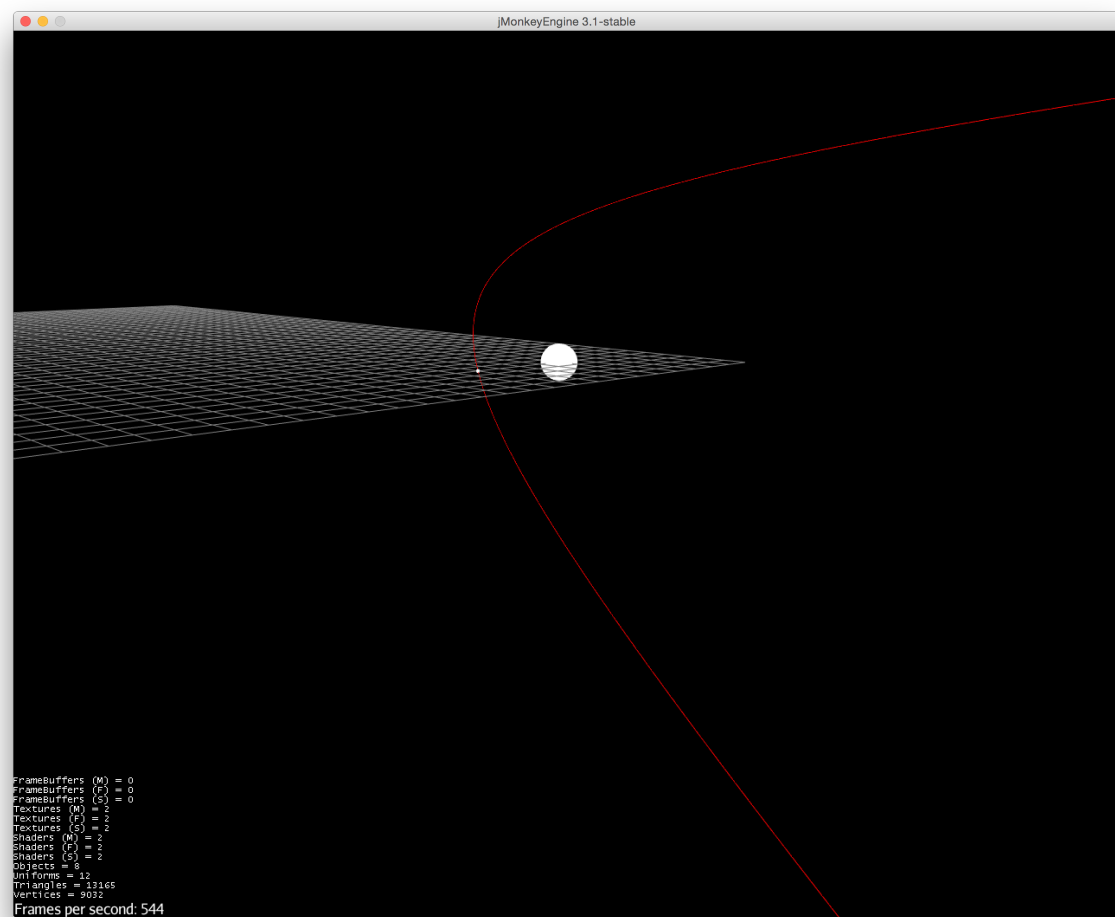 jMonkeyEngine 3.1-stable
FrameBuffers (M) = 0
FrameBuffers (F) = 0
FrameBuffers (S) = 0
Textures (M) = 2
Textures (F) = 2
Textures (S) = 2
Shaders (M) = 2
Shaders (F) = 2
Shaders (S) = 2
Objects = 8
Uniforms = 12
Triangles = 13165
Vertices = 9032
Frames per second: 544